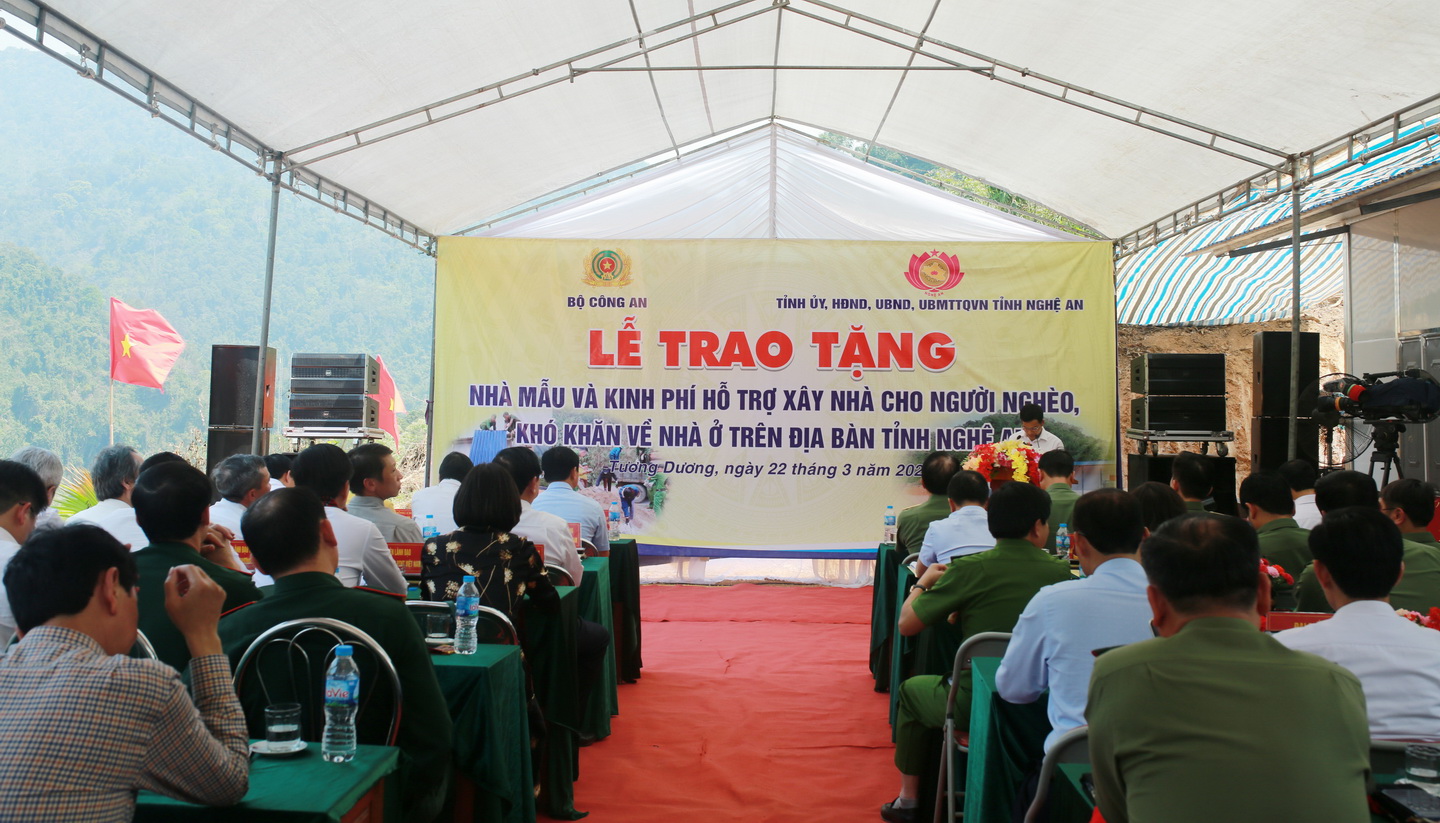 BỘ CÔNG AN
TỈNH ỦY, HĐND, UBND, UBMTTQVN TỈNH NGHỆ AN
LỄ TRAO TẶNG
NHÀ MẪU VÀ KINH PHÍ HỖ TRỢ XÂY NHÀ CHO NGƯỜI NGHÈO,
KHÓ KHĂN VỀ NHÀ Ở TRÊN ĐỊA BÀN TỈNH NGHỆ
Tương Dương, ngày 22 tháng 3 năm